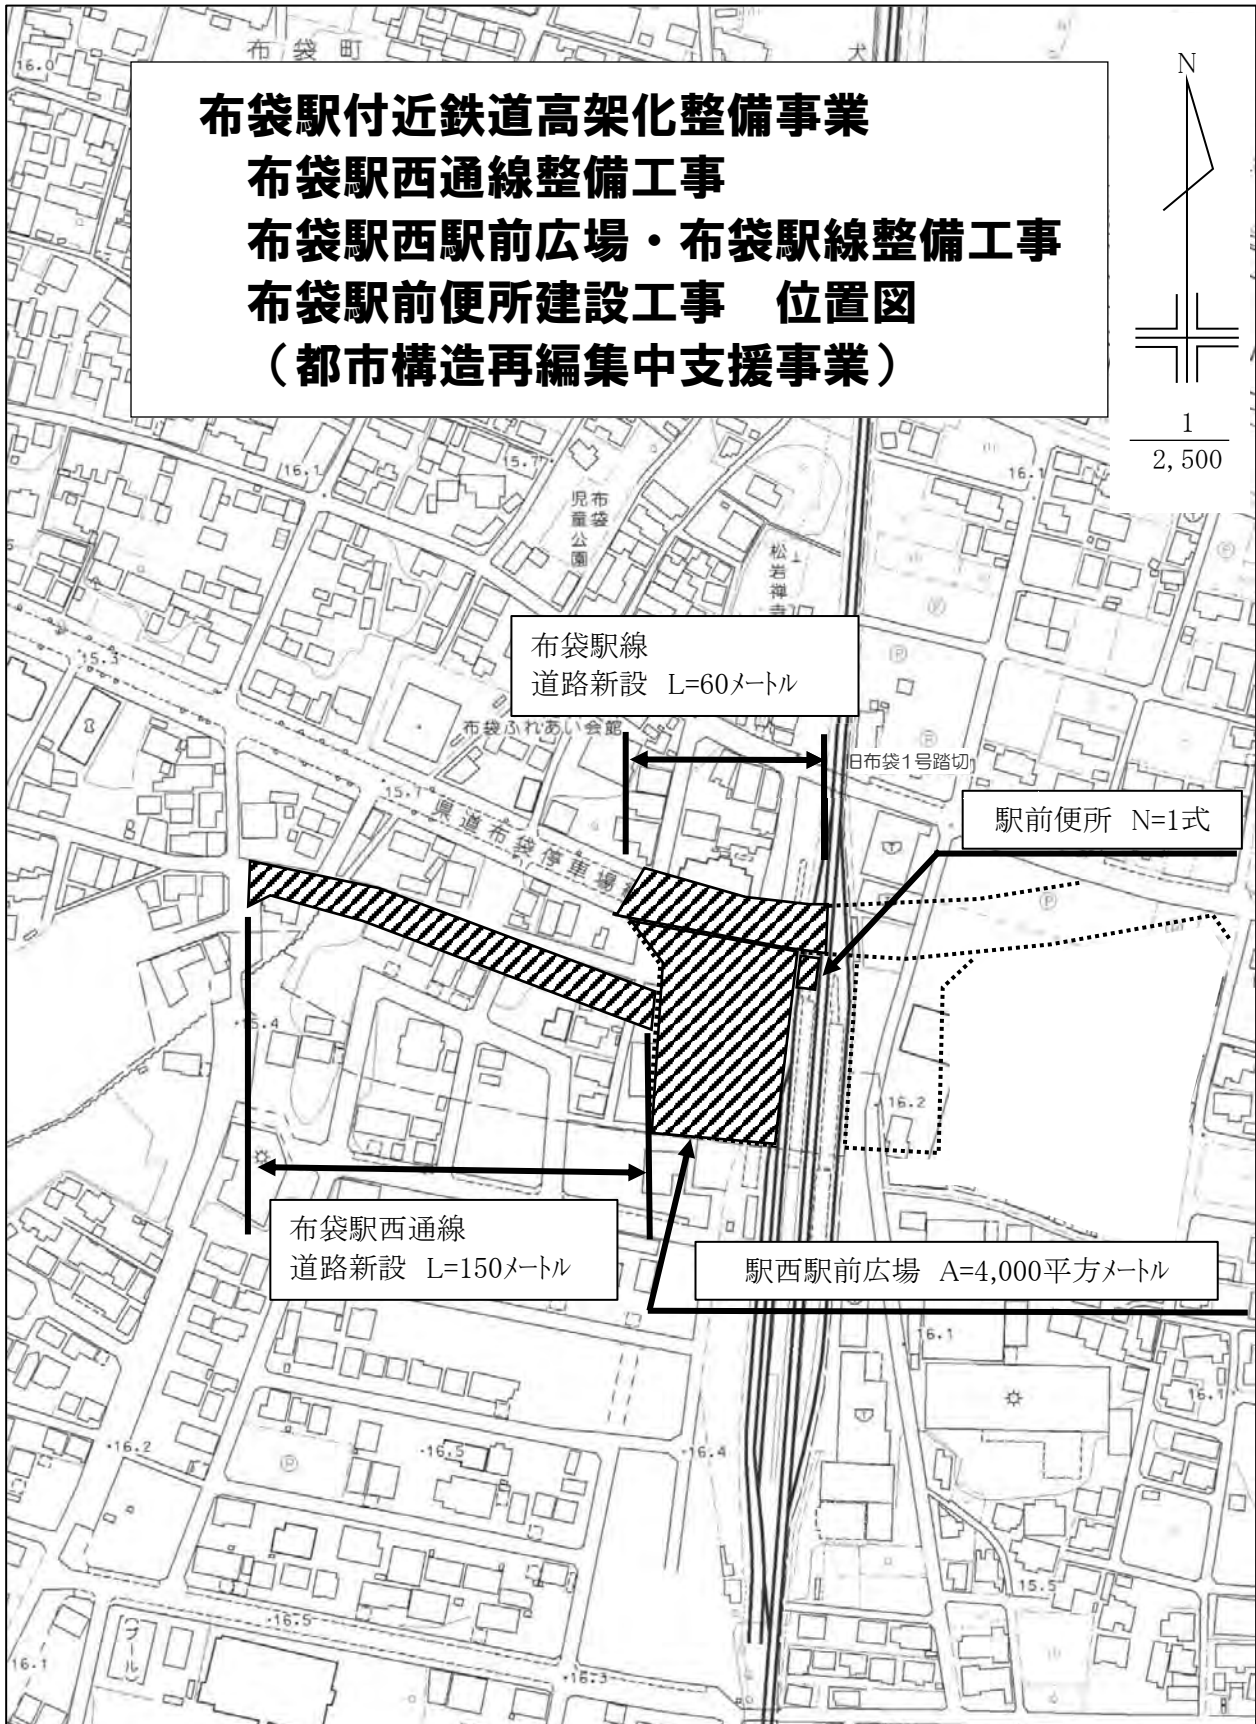 布袋町
犬
16.0
布袋駅付近鉄道高架化整備事業
布袋駅西通線整備工事
布袋駅西駅前広場・布袋駅線整備工事
布袋駅前便所建設工事 位置図
（都市構造再編集中支援事業）
N
1
2,500
16.1
15.7
16.1
布袋
児童公園
松岩禅寺
布袋駅線
道路新設 L=60メートル
15.3
布袋ふれあい会館
旧布袋1号踏切
15.7
県道布袋停車場
駅前便所 N=1式
15.4
16.2
布袋駅西通線
道路新設 L=150メートル
駅西駅前広場 A=4,000平方メートル
16.1
16.1
16.2
16.5
16.4
15.5
16.5
プール
16.1
16.3